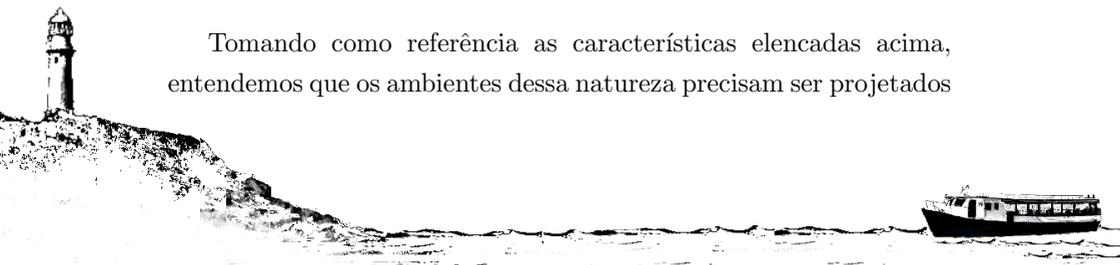 Tomando como referência as características elencadas acima,
entendemos que os ambientes dessa natureza precisam ser projetados